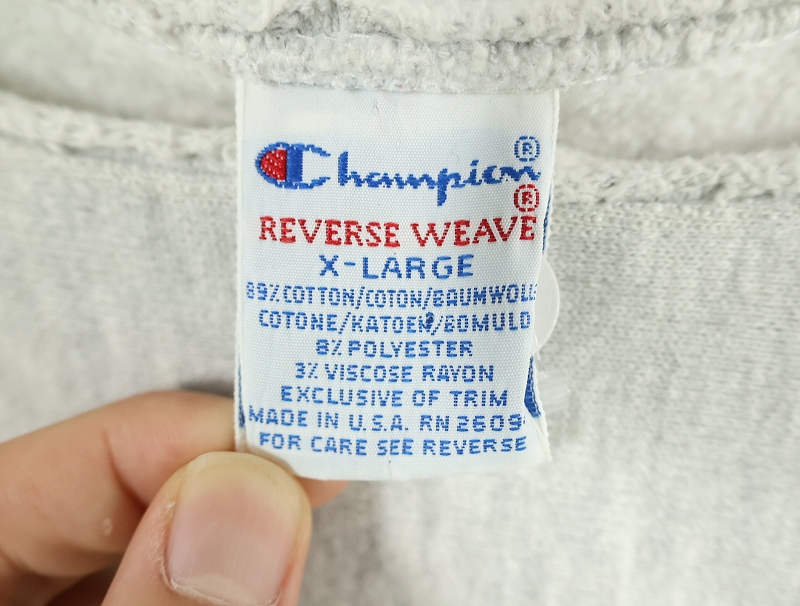 Champion®
®
REVERSE WEAVE
X-LARGE
89% COTTON/COTON/BAUMWOLLE
COTONE/KATOEN/BOMULD
8% POLYESTER
3% VISCOSE RAYON
EXCLUSIVE OF TRIM
MADE IN U.S.A. RN 26094
FOR CARE SEE REVERSE